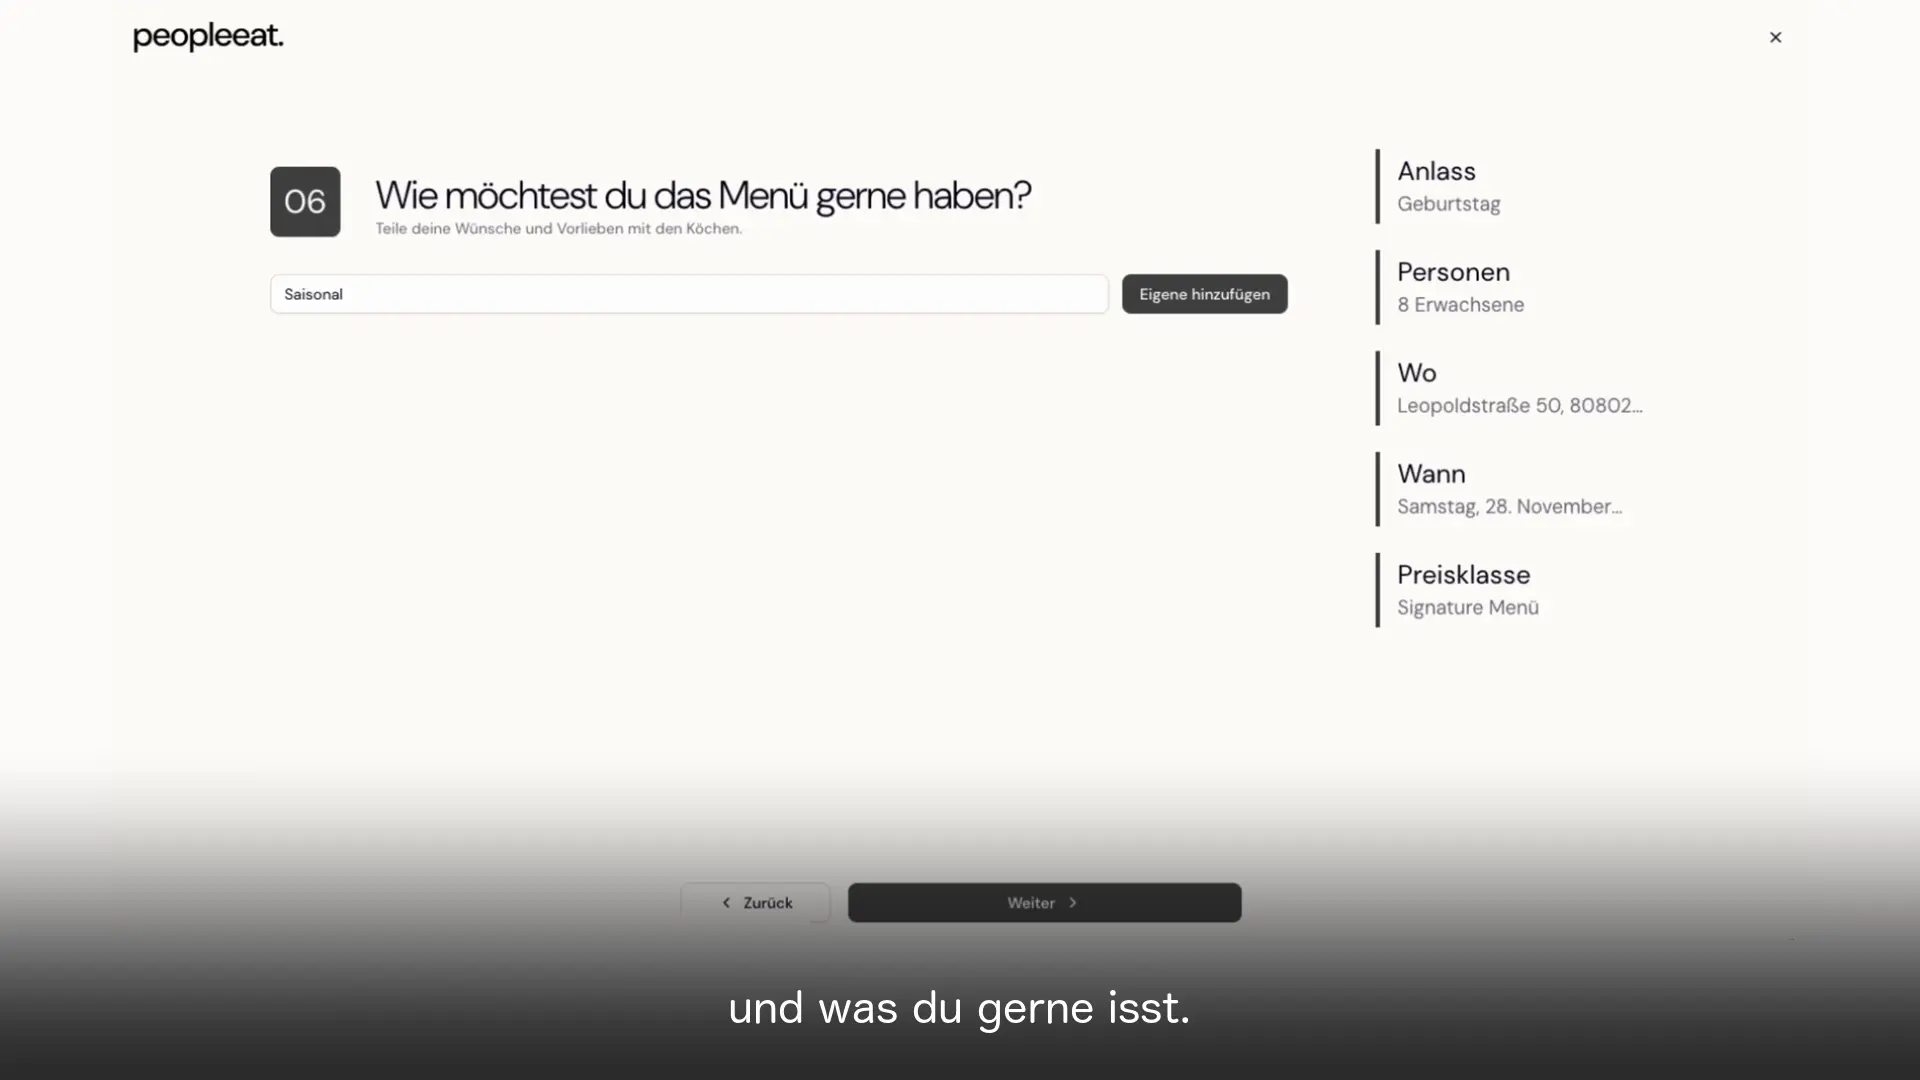 peopleeat.
06
Wie möchtest du das Menü gerne haben?
Teile deine Wünsche und Vorlieben mit den Köchen.
Saisonal
Eigene hinzufügen
Anlass
Geburtstag
Personen
8 Erwachsene
Wo
Leopoldstraße 50, 80802...
Wann
Samstag, 28. November...
Preisklasse
Signature Menü
Zurück
Weiter
und was du gerne isst.